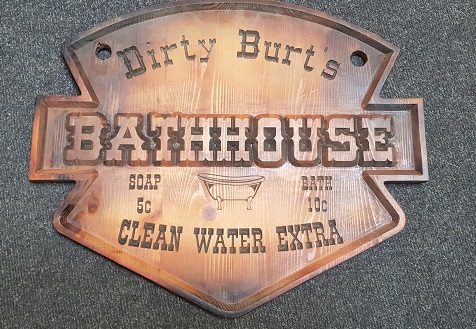 Dirty Burt's
BATHHOUSE
SOAP BATH
5c 10c
CLEAN WATER EXTRA